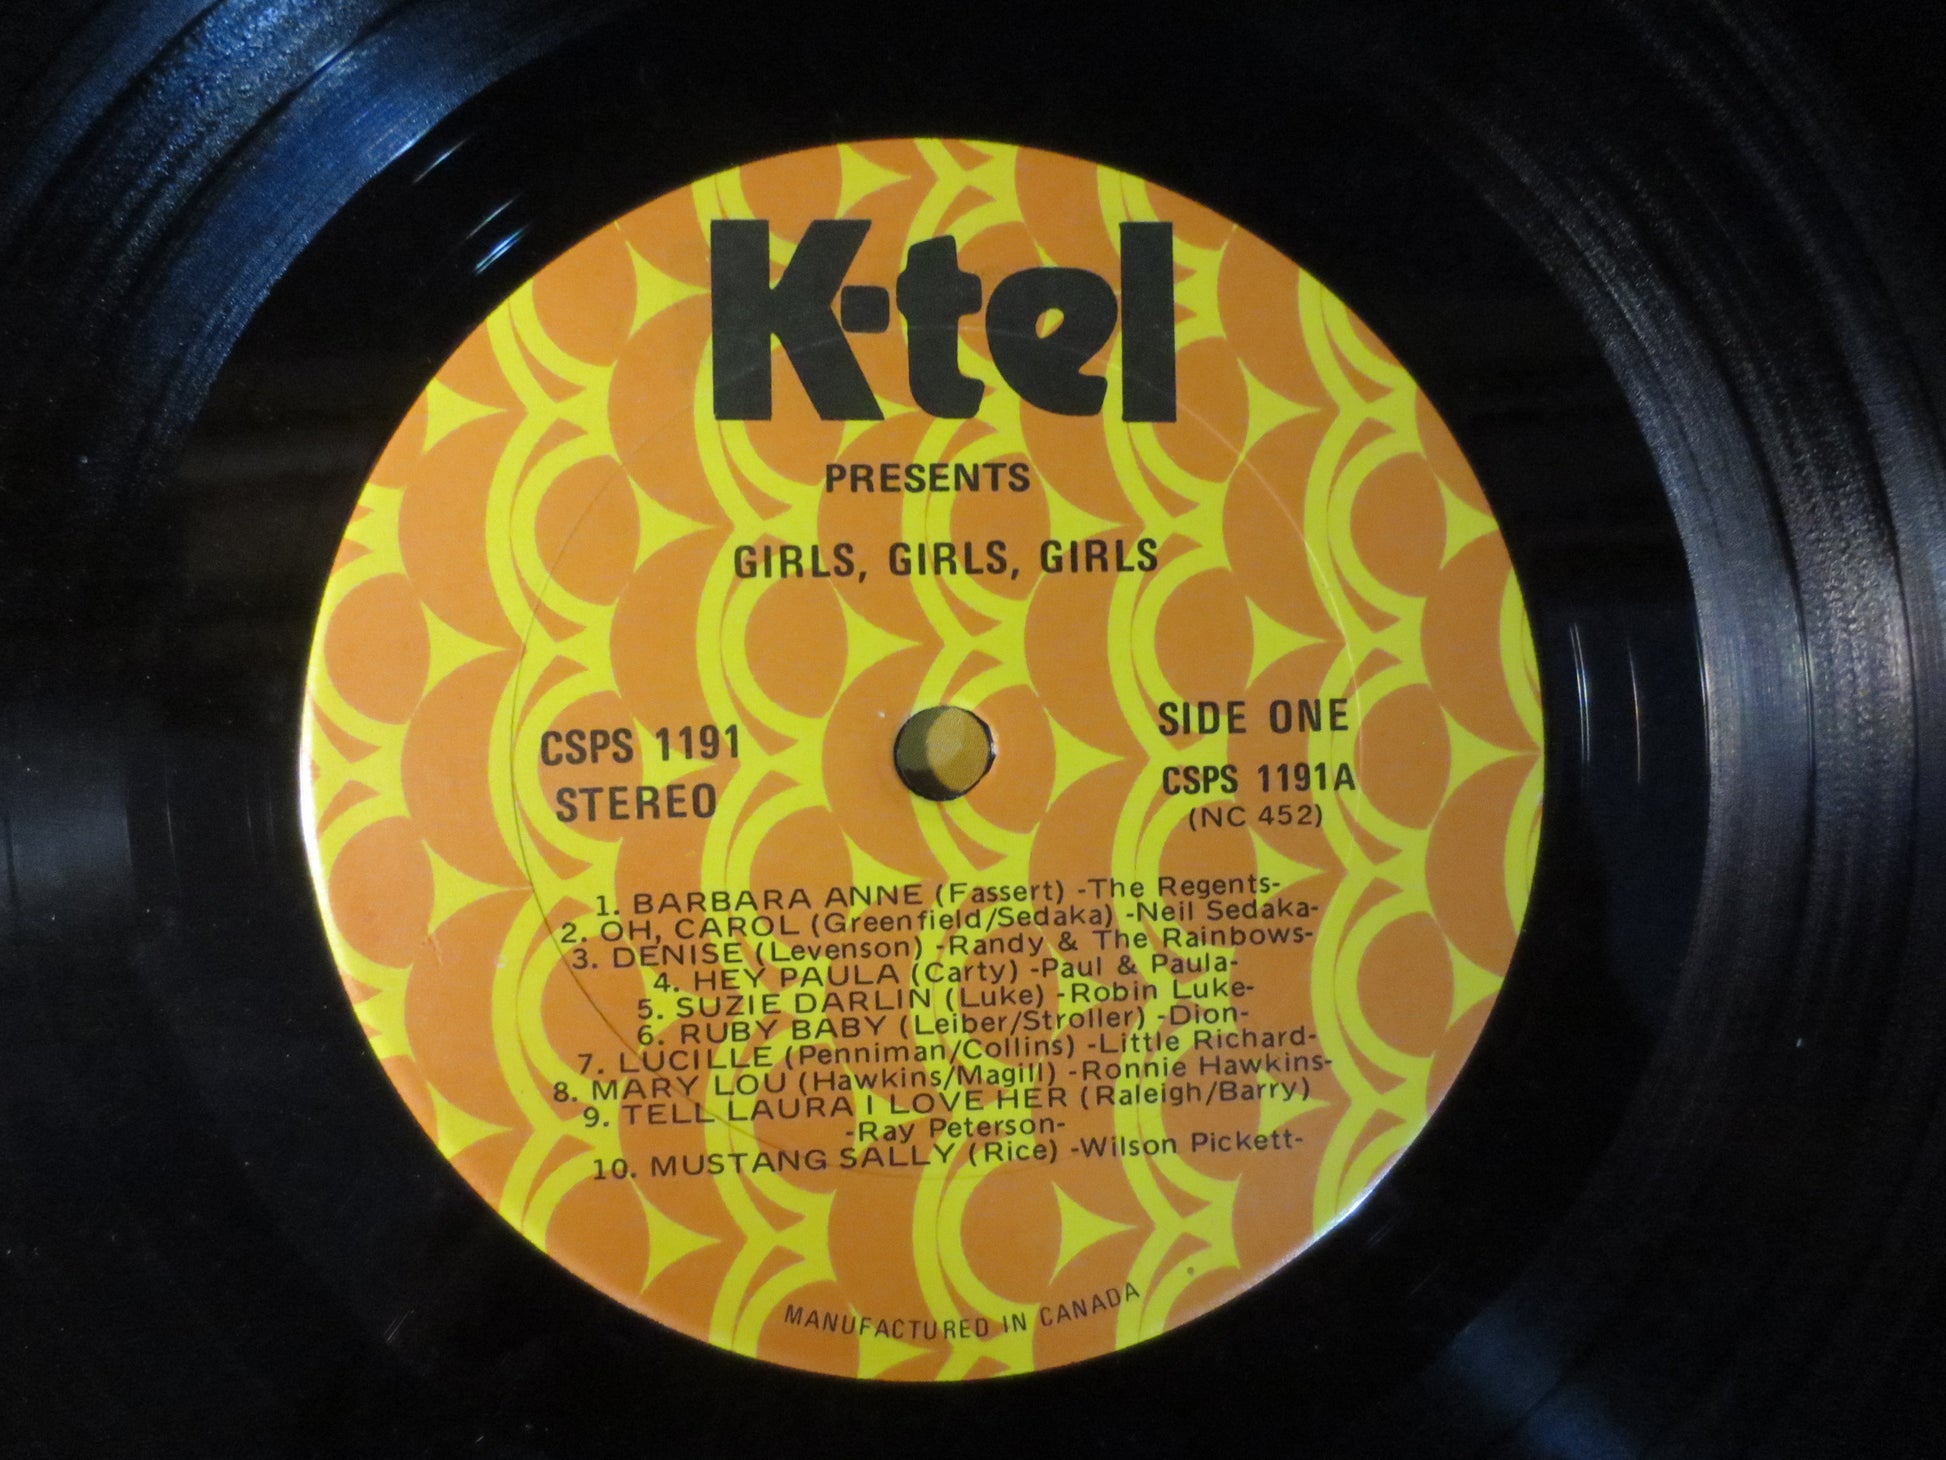 K-tel
PRESENTS
GIRLS, GIRLS, GIRLS
CSPS 1191
STEREO
SIDE ONE
CSPS 1191A
(NC 452)
1. BARBARA ANNE (Fassert) -The Regents-
2. OH, CAROL (Greenfield/Sedaka) -Neil Sedaka-
3. DENISE (Levenson) -Randy & The Rainbows-
4. HEY PAULA (Carty) -Paul & Paula-
5. SUZIE DARLIN (Luke) -Robin Luke-
6. RUBY BABY (Leiber/Stroller) -Dion-
7. LUCILLE (Penniman/Collins) -Little Richard-
8. MARY LOU (Hawkins/Magill) -Ronnie Hawkins-
9. TELL LAURA I LOVE HER (Raleigh/Barry)
-Ray Peterson-
10. MUSTANG SALLY (Rice) -Wilson Pickett-
MANUFACTURED IN CANADA